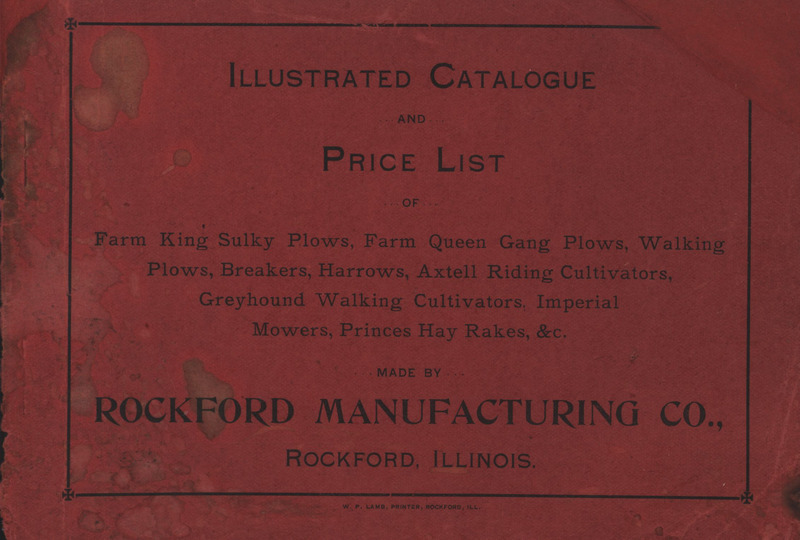 ILLUSTRATED CATALOGUE
AND
PRICE LIST
OF
Farm King Sulky Plows, Farm Queen Gang Plows, Walking
Plows, Breakers, Harrows, Axtell Riding Cultivators,
Greyhound Walking Cultivators. Imperial
Mowers, Princes Hay Rakes, &c.
MADE BY
ROCKFORD MANUFACTURING CO.,
ROCKFORD, ILLINOIS.
W. P. LAMB, PRINTER, ROCKFORD, ILL.